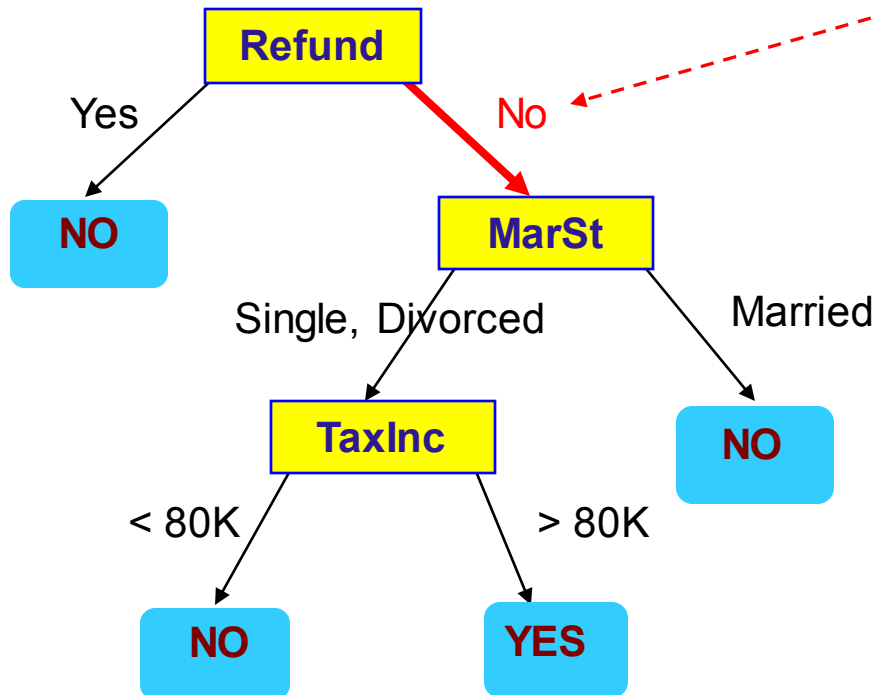 Refund
Yes
No
NO
MarSt
Single, Divorced
Married
TaxInc
NO
< 80K
> 80K
NO
YES